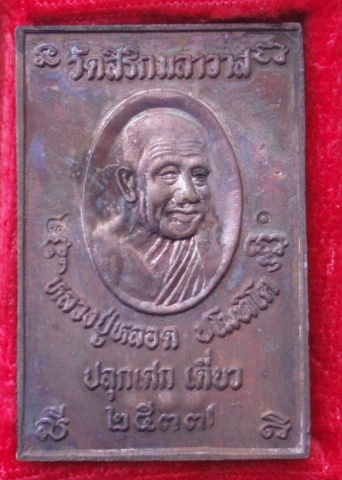 วัดสิริกมลาวาส
หลวงปู่หลอด ปโมทิโต
ปลุกเสก เดี่ยว
๒๕๓๗